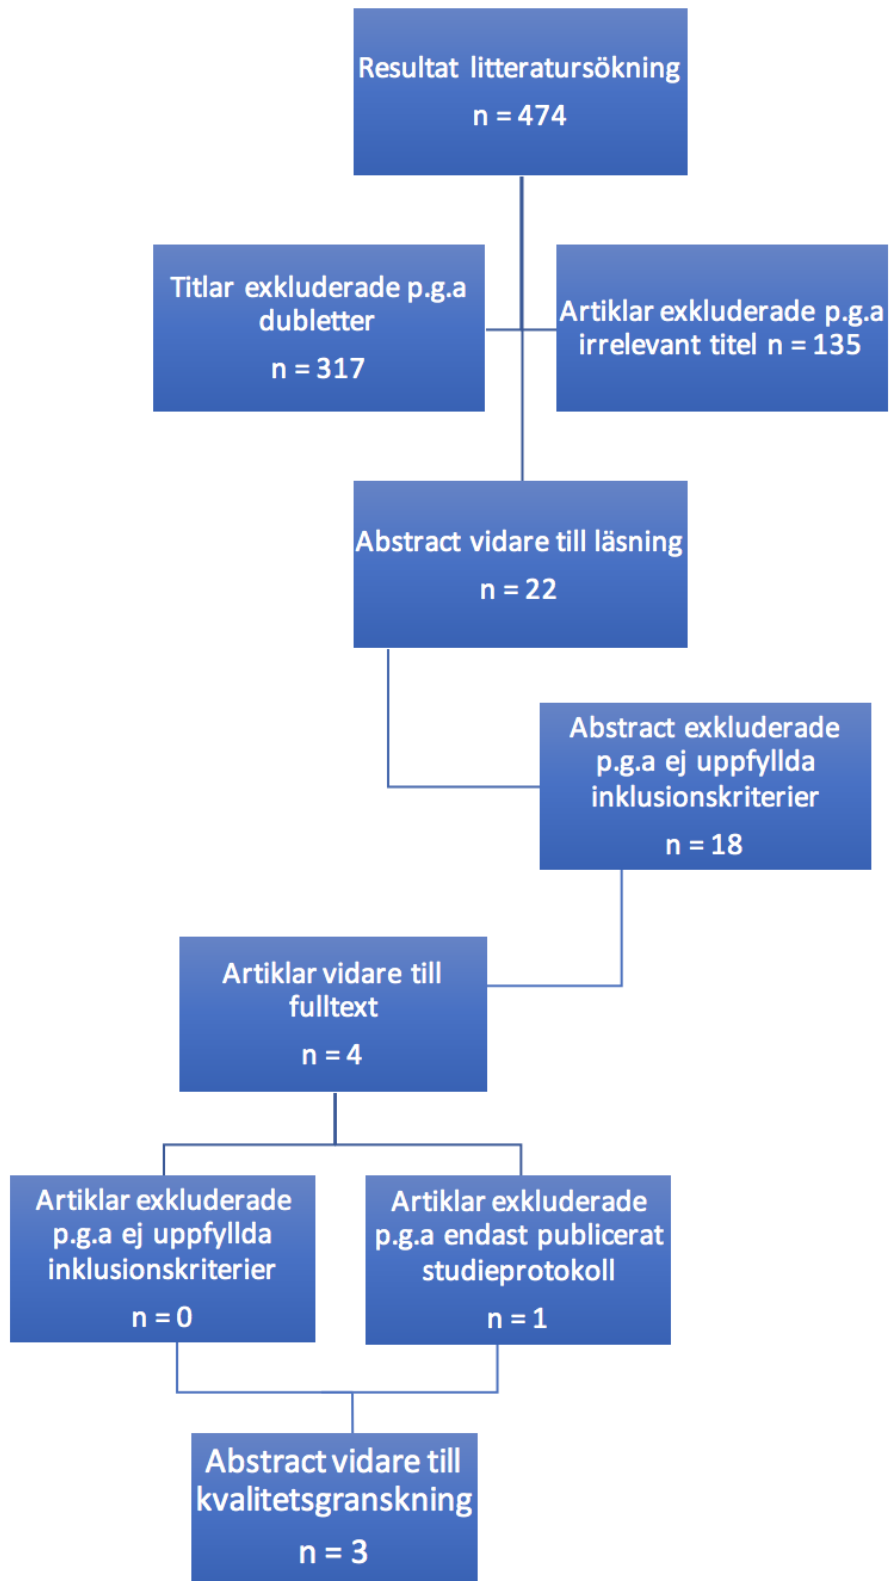 Resultat litteratursökning
n = 474
Titlar exkluderade p.g.a
dubletter
n = 317
Artiklar exkluderade p.g.a
irrelevant titel n = 135
Abstract vidare till läsning
n = 22
Abstract exkluderade
p.g.a ej uppfyllda
inklusionskriterier
n = 18
Artiklar vidare till
fulltext
n = 4
Artiklar exkluderade
p.g.a ej uppfyllda
inklusionskriterier
n = 0
Artiklar exkluderade
p.g.a endast publicerat
studieprotokoll
n = 1
Abstract vidare till
kvalitetsgranskning
n = 3